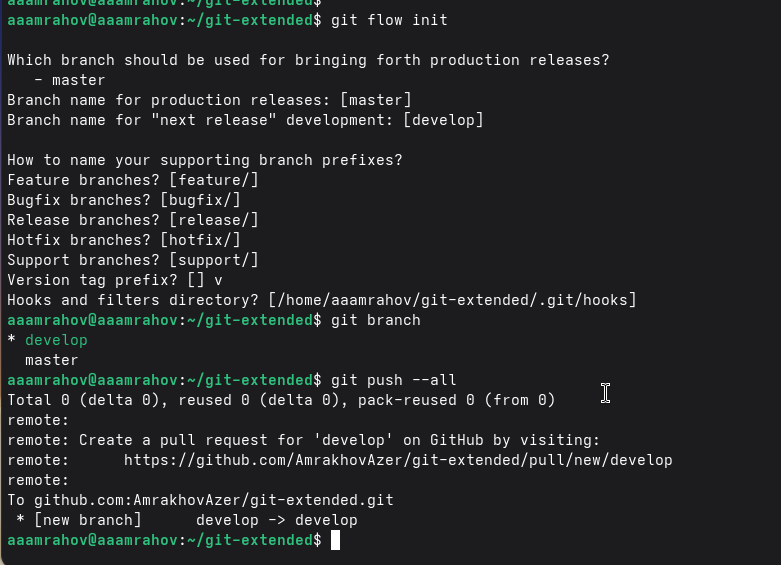 aaamrahov@aaamrahov:~/git-extended$
aaamrahov@aaamrahov:~/git-extended$ git flow init

Which branch should be used for bringing forth production releases?
   - master
Branch name for production releases: [master]
Branch name for "next release" development: [develop]

How to name your supporting branch prefixes?
Feature branches? [feature/]
Bugfix branches? [bugfix/]
Release branches? [release/]
Hotfix branches? [hotfix/]
Support branches? [support/]
Version tag prefix? [] v
Hooks and filters directory? [/home/aaamrahov/git-extended/.git/hooks]
aaamrahov@aaamrahov:~/git-extended$ git branch
* develop
  master
aaamrahov@aaamrahov:~/git-extended$ git push --all
Total 0 (delta 0), reused 0 (delta 0), pack-reused 0 (from 0)
remote:
remote: Create a pull request for 'develop' on GitHub by visiting:
remote:      https://github.com/AmrakhovAzer/git-extended/pull/new/develop
remote:
To github.com:AmrakhovAzer/git-extended.git
 * [new branch]      develop -> develop
aaamrahov@aaamrahov:~/git-extended$